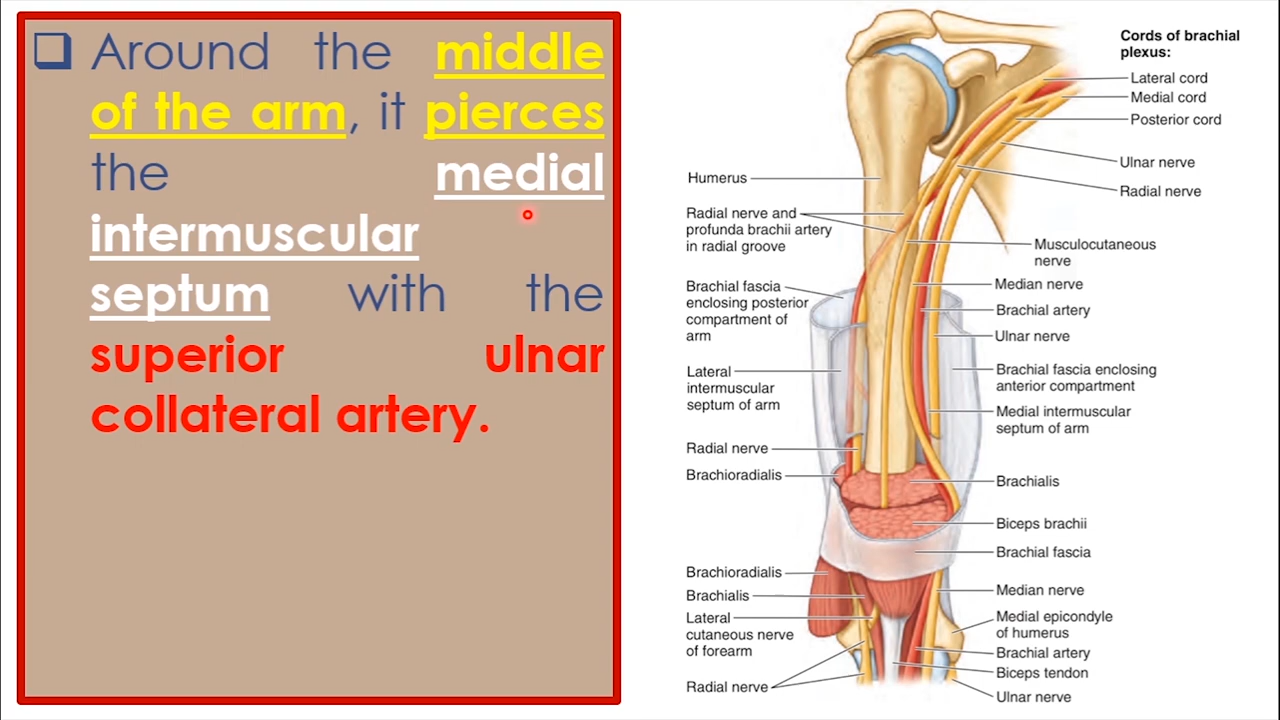 ❑ Around the middle
of the arm, it pierces
the medial
intermuscular
septum with the
superior ulnar
collateral artery.
Cords of brachial
plexus:
Lateral cord
Medial cord
Posterior cord
Ulnar nerve
Radial nerve
Musculocutaneous
nerve
Median nerve
Brachial artery
Ulnar nerve
Brachial fascia enclosing
anterior compartment
Medial intermuscular
septum of arm
Brachialis
Biceps brachii
Brachial fascia
Median nerve
Medial epicondyle
of humerus
Brachial artery
Biceps tendon
Ulnar nerve
Humerus
Radial nerve and
profunda brachii artery
in radial groove
Brachial fascia
enclosing posterior
compartment of
arm
Lateral
intermuscular
septum of arm
Radial nerve
Brachioradialis
Brachioradialis
Brachialis
Lateral
cutaneous nerve
of forearm
Radial nerve